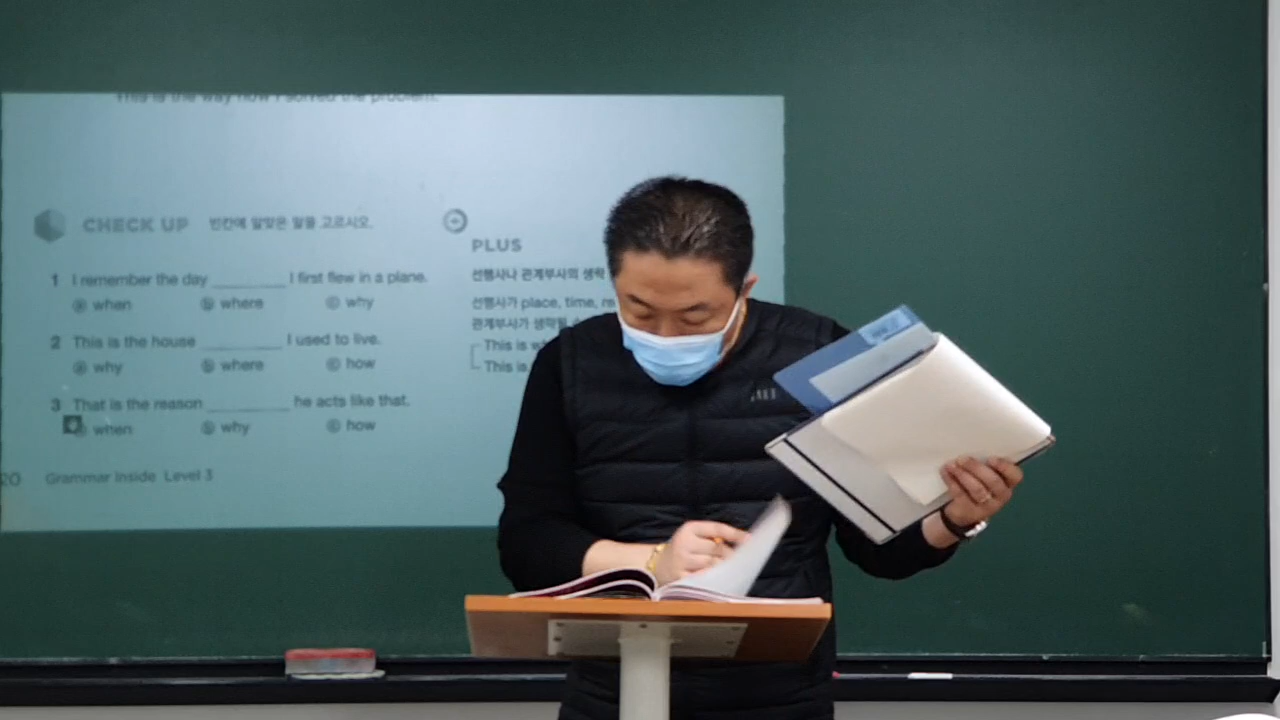 This is the way how I solved the problem.
CHECK UP 빈칸에 알맞은 말을 고르시오.
1 I remember the day ________ I first flew in a plane.
ⓐ when ⓑ where ⓒ why
2 This is the house ________ I used to live.
ⓐ why ⓑ where ⓒ how
3 That is the reason ________ he acts like that.
ⓐ when ⓑ why ⓒ how
20 Grammar Inside Level 3
PLUS
선행사나 관계부사의 생략
선행사가 place, time, re
관계부사가 생략될
This is
This is